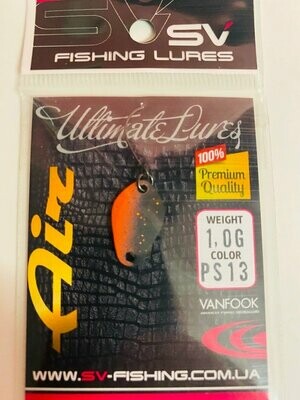 SV SV
FISHING LURES
Ultimate Lures
100%
Premium
Quality
Air
WEIGHT
1,0G
COLOR
PS13
VANFOOK
WWW.SV-FISHING.COM.UA